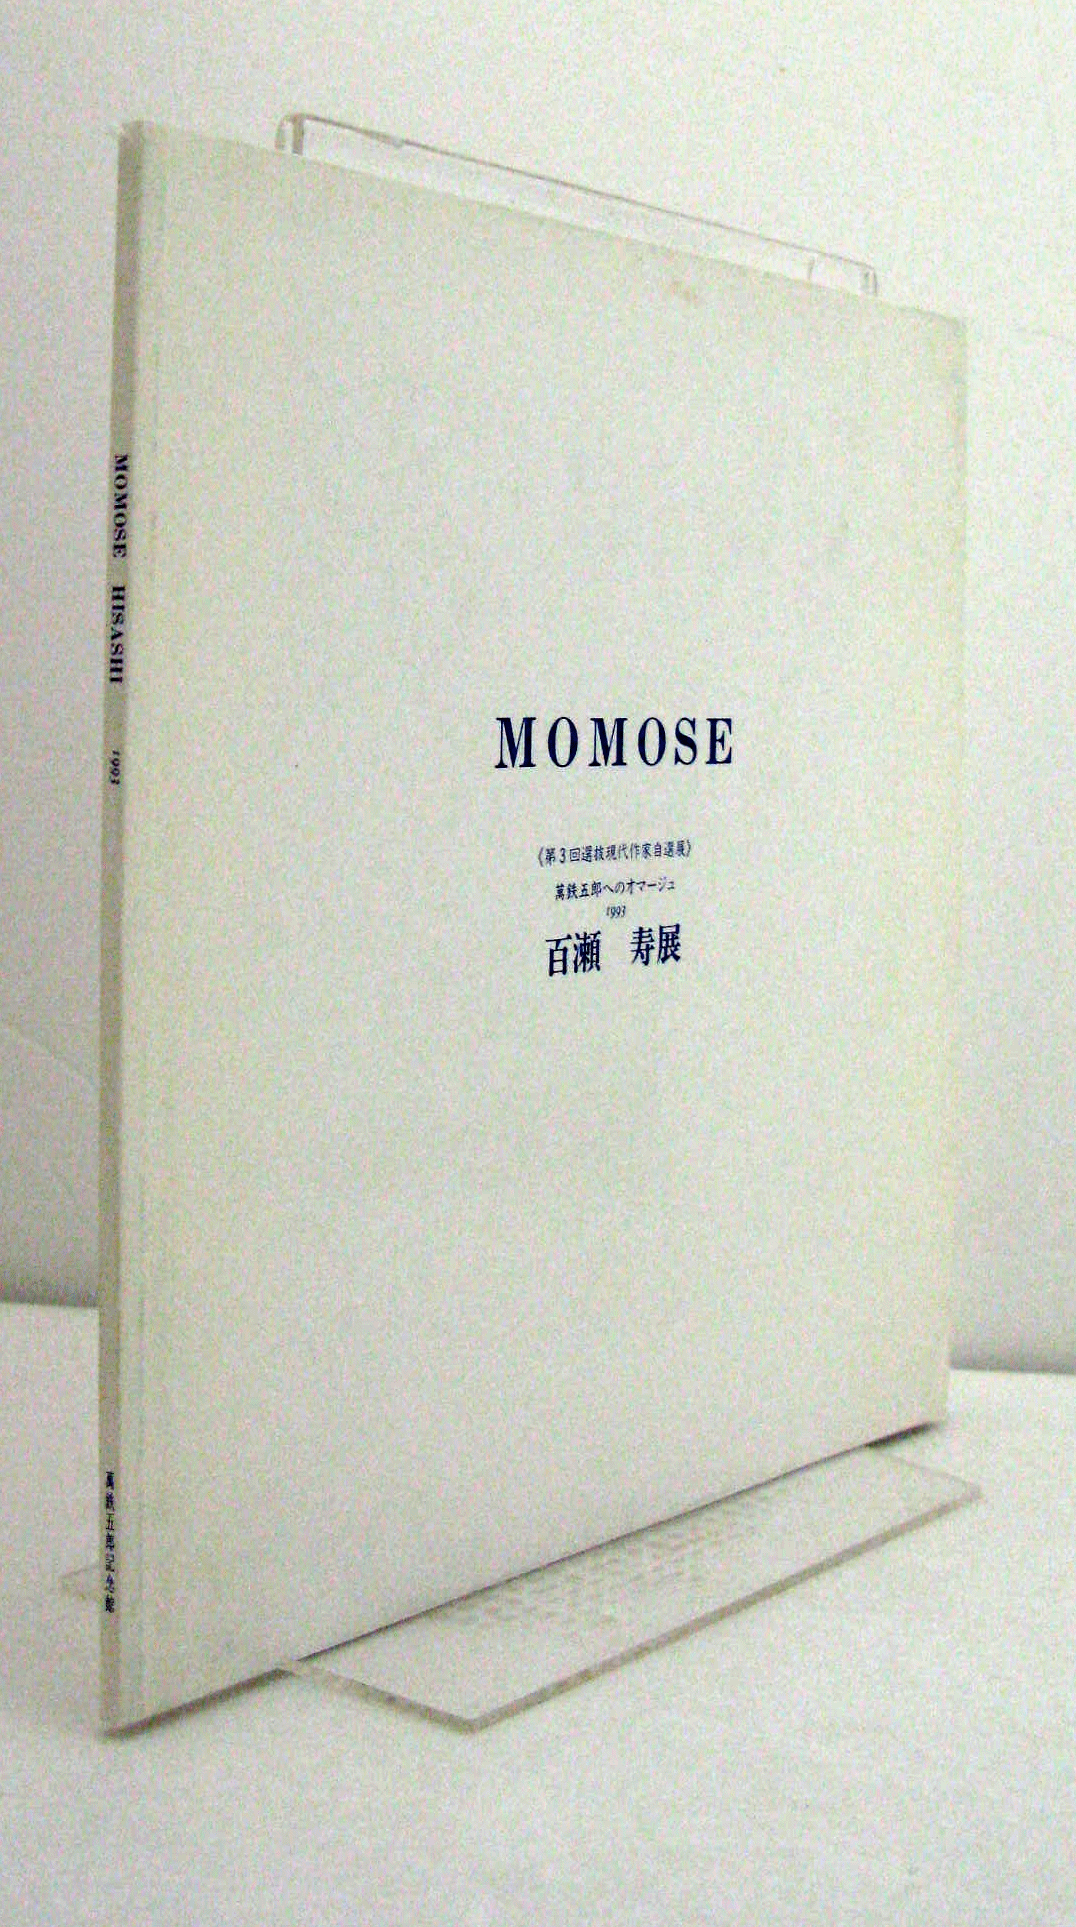 MOMOSE HISASHI 1993
萬鉄五郎記念館
MOMOSE
《第3回選抜現代作家自選展》
萬鉄五郎へのオマージュ
1993
百瀬 寿展